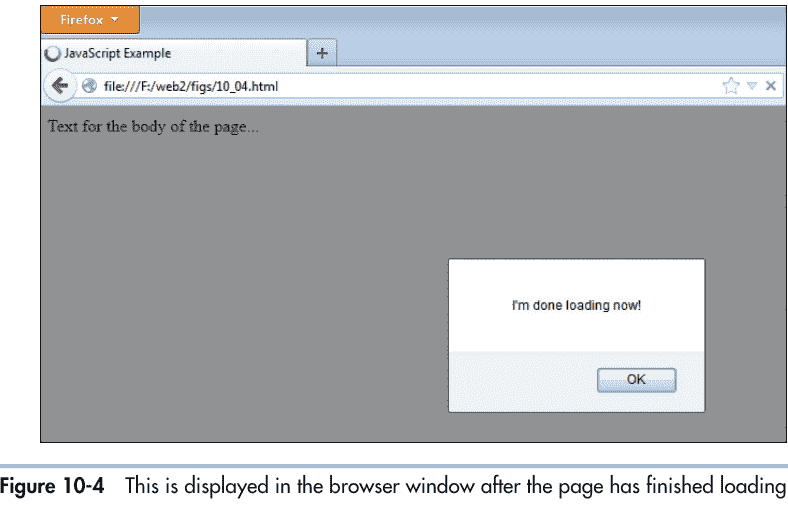 Firefox
JavaScript Example
file:///F:/web2/figs/10_04.html
Text for the body of the page...
I'm done loading now!
OK
Figure 10-4 This is displayed in the browser window after the page has finished loading